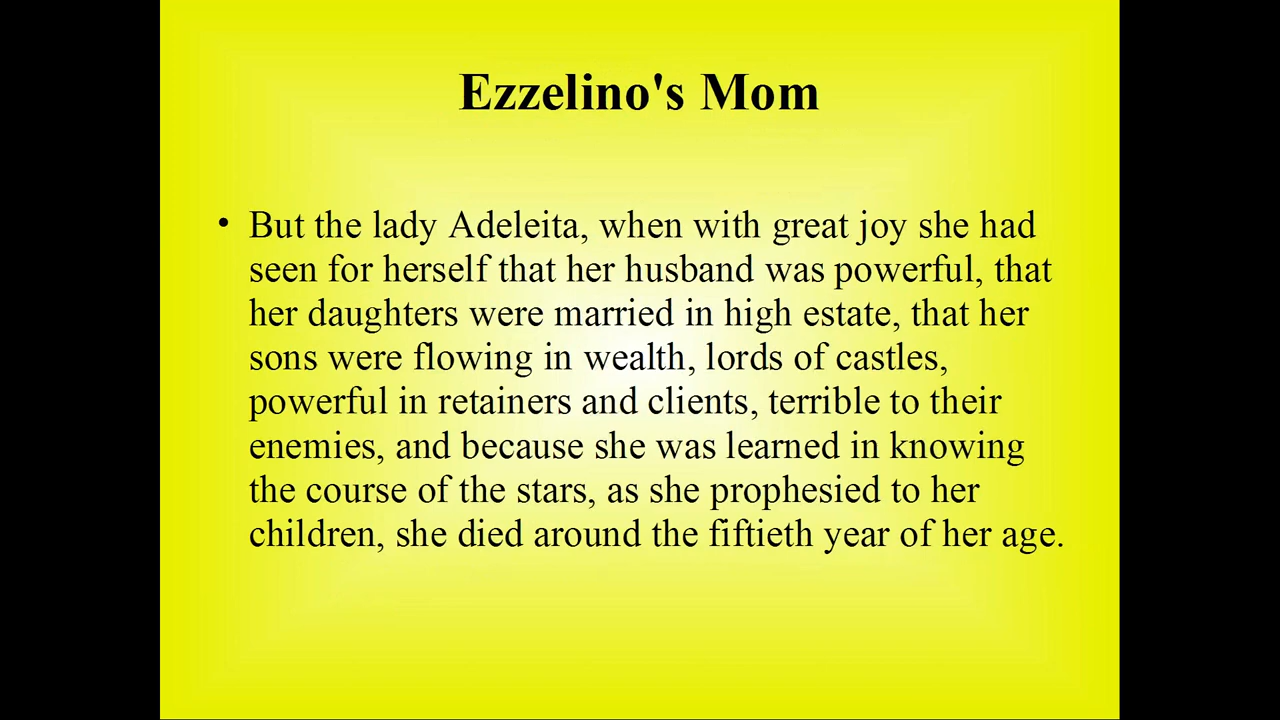 Ezzelino's Mom
• But the lady Adeleita, when with great joy she had
seen for herself that her husband was powerful, that
her daughters were married in high estate, that her
sons were flowing in wealth, lords of castles,
powerful in retainers and clients, terrible to their
enemies, and because she was learned in knowing
the course of the stars, as she prophesied to her
children, she died around the fiftieth year of her age.